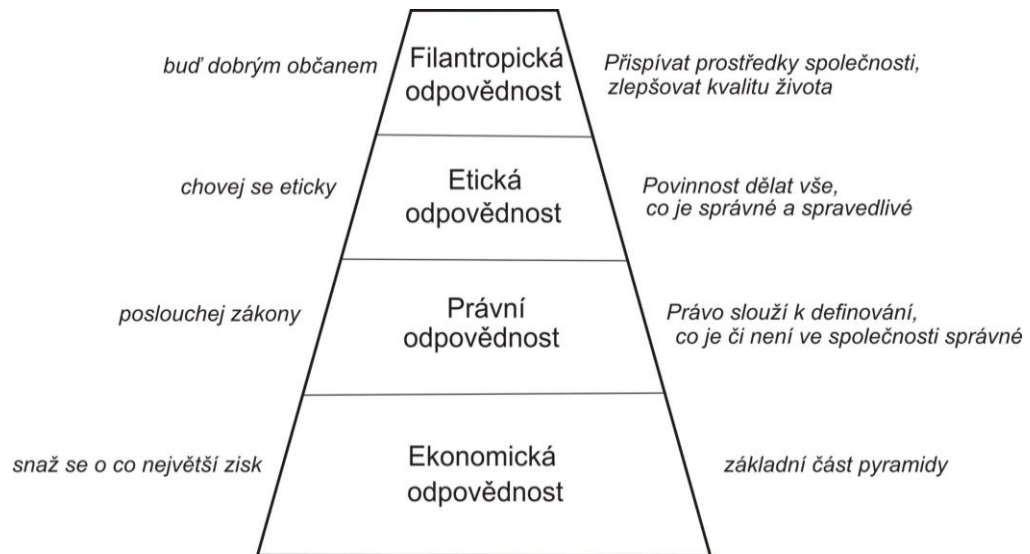 buď dobrým občanem
Filantropická
odpovědnost
Přispívat prostředky společnosti,
zlepšovat kvalitu života
chovej se eticky
Etická
odpovědnost
Povinnost dělat vše,
co je správné a spravedlivé
poslouchej zákony
Právní
odpovědnost
Právo slouží k definování,
co je či není ve společnosti správné
snaž se o co největší zisk
Ekonomická
odpovědnost
základní část pyramidy